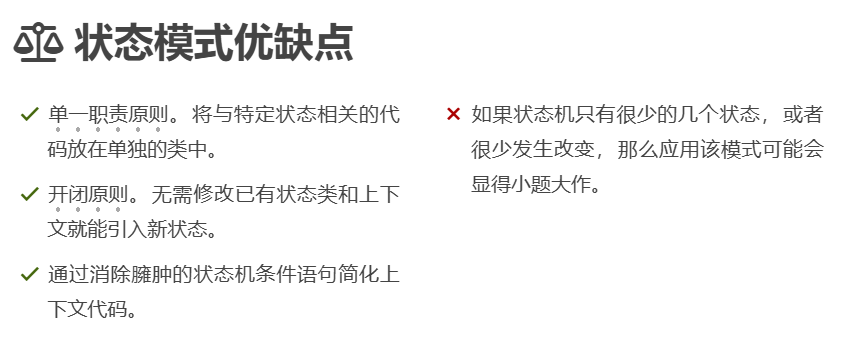 状态模式优缺点
单一职责原则。将与特定状态相关的代
码放在单独的类中。
开闭原则。无需修改已有状态类和上下
文就能引入新状态。
通过消除臃肿的状态机条件语句简化上
下文代码。
如果状态机只有很少的几个状态，或者
很少发生改变，那么应用该模式可能会
显得小题大作。